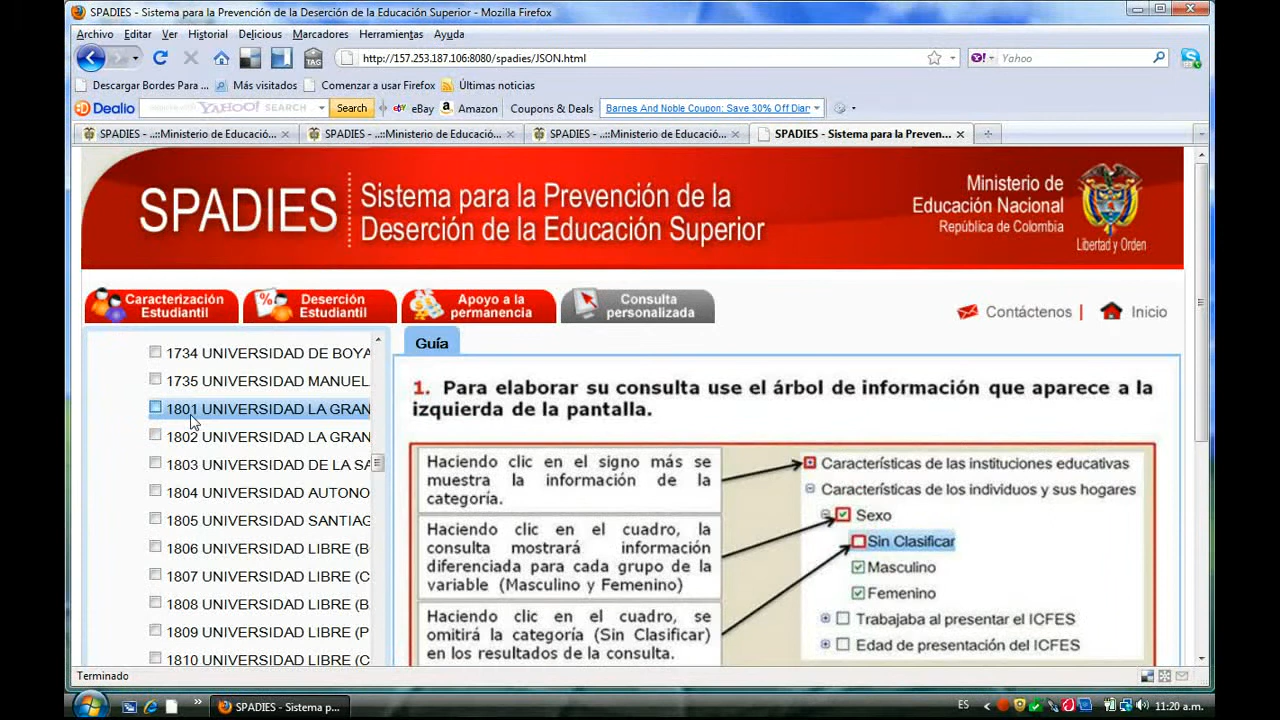 SPADIES - Sistema para la Prevención de la Deserción de la Educación Superior - Mozilla Firefox
Archivo Editar Ver Historial Delicious Marcadores Herramientas Ayuda
TAG http://157.253.187.106:8080/spadies/JSON.html Y! Yahoo
Descargar Bordes Para ... Más visitados Comenzar a usar Firefox Últimas noticias
Dealio YAHOO! SEARCH Search eBay Amazon Coupons & Deals Barnes And Noble Coupon: Save 30% Off Diar
SPADIES - ..::Ministerio de Educació... SPADIES - ..::Ministerio de Educació... SPADIES - ..::Ministerio de Educació... SPADIES - Sistema para la Preven...
SPADIES
Sistema para la Prevención de la
Deserción de la Educación Superior
Ministerio de
Educación Nacional
República de Colombia
Libertad y Orden
Caracterización
Estudiantil
%
Deserción
Estudiantil
Apoyo a la
permanencia
Consulta
personalizada
Contáctenos | Inicio
1734 UNIVERSIDAD DE BOYA
1735 UNIVERSIDAD MANUEL
1801 UNIVERSIDAD LA GRAN
1802 UNIVERSIDAD LA GRAN
1803 UNIVERSIDAD DE LA SA
1804 UNIVERSIDAD AUTONO
1805 UNIVERSIDAD SANTIAG
1806 UNIVERSIDAD LIBRE (B
1807 UNIVERSIDAD LIBRE (C
1808 UNIVERSIDAD LIBRE (B
1809 UNIVERSIDAD LIBRE (P
1810 UNIVERSIDAD LIBRE (C
Guía
1. Para elaborar su consulta use el árbol de información que aparece a la
izquierda de la pantalla.
Haciendo clic en el signo más se
muestra la información de la
categoría.
Haciendo clic en el cuadro, la
consulta mostrará información
diferenciada para cada grupo de la
variable (Masculino y Femenino)
Haciendo clic en el cuadro, se
omitirá la categoría (Sin Clasificar)
en los resultados de la consulta.
Características de las instituciones educativas
Características de los individuos y sus hogares
Sexo
Sin Clasificar
Masculino
Femenino
Trabajaba al presentar el ICFES
Edad de presentación del ICFES
Terminado
SPADIES - Sistema p... ES 11:20 a.m.